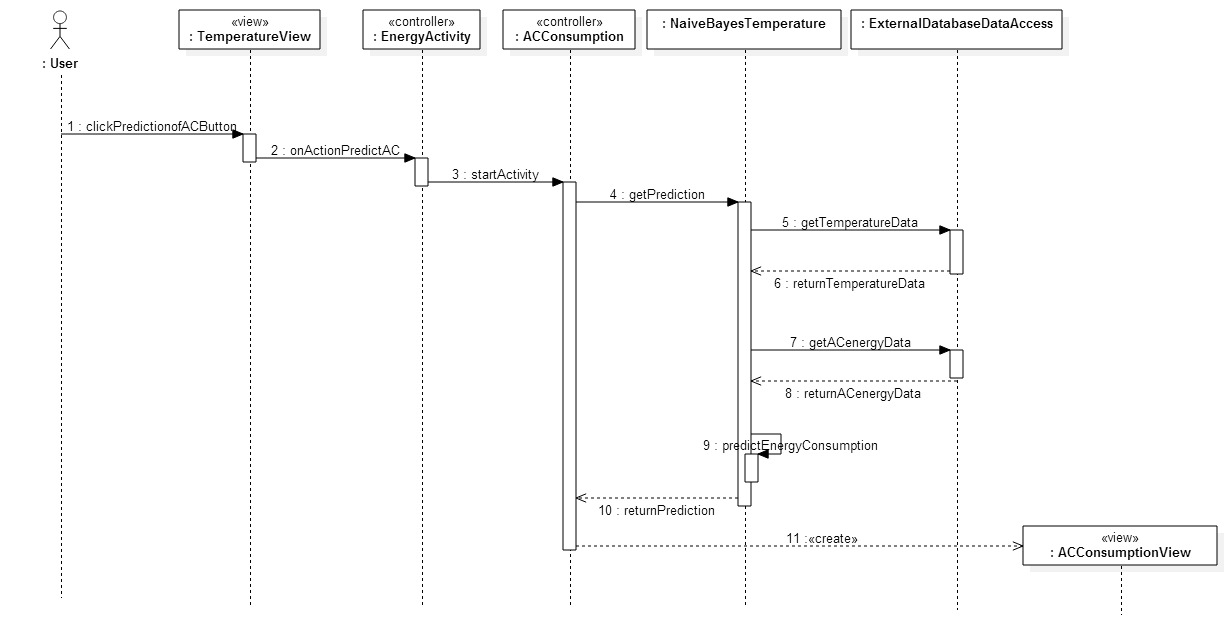 «view»
: TemperatureView
«controller»
: EnergyActivity
«controller»
: ACConsumption
: NaiveBayesTemperature
: ExternalDatabaseDataAccess
: User
1 : clickPredictionofACButton
2 : onActionPredictAC
3 : startActivity
4 : getPrediction
5 : getTemperatureData
6 : returnTemperatureData
7 : getACenergyData
8 : returnACenergyData
9 : predictEnergyConsumption
10 : returnPrediction
11 :«create»
«view»
: ACConsumptionView